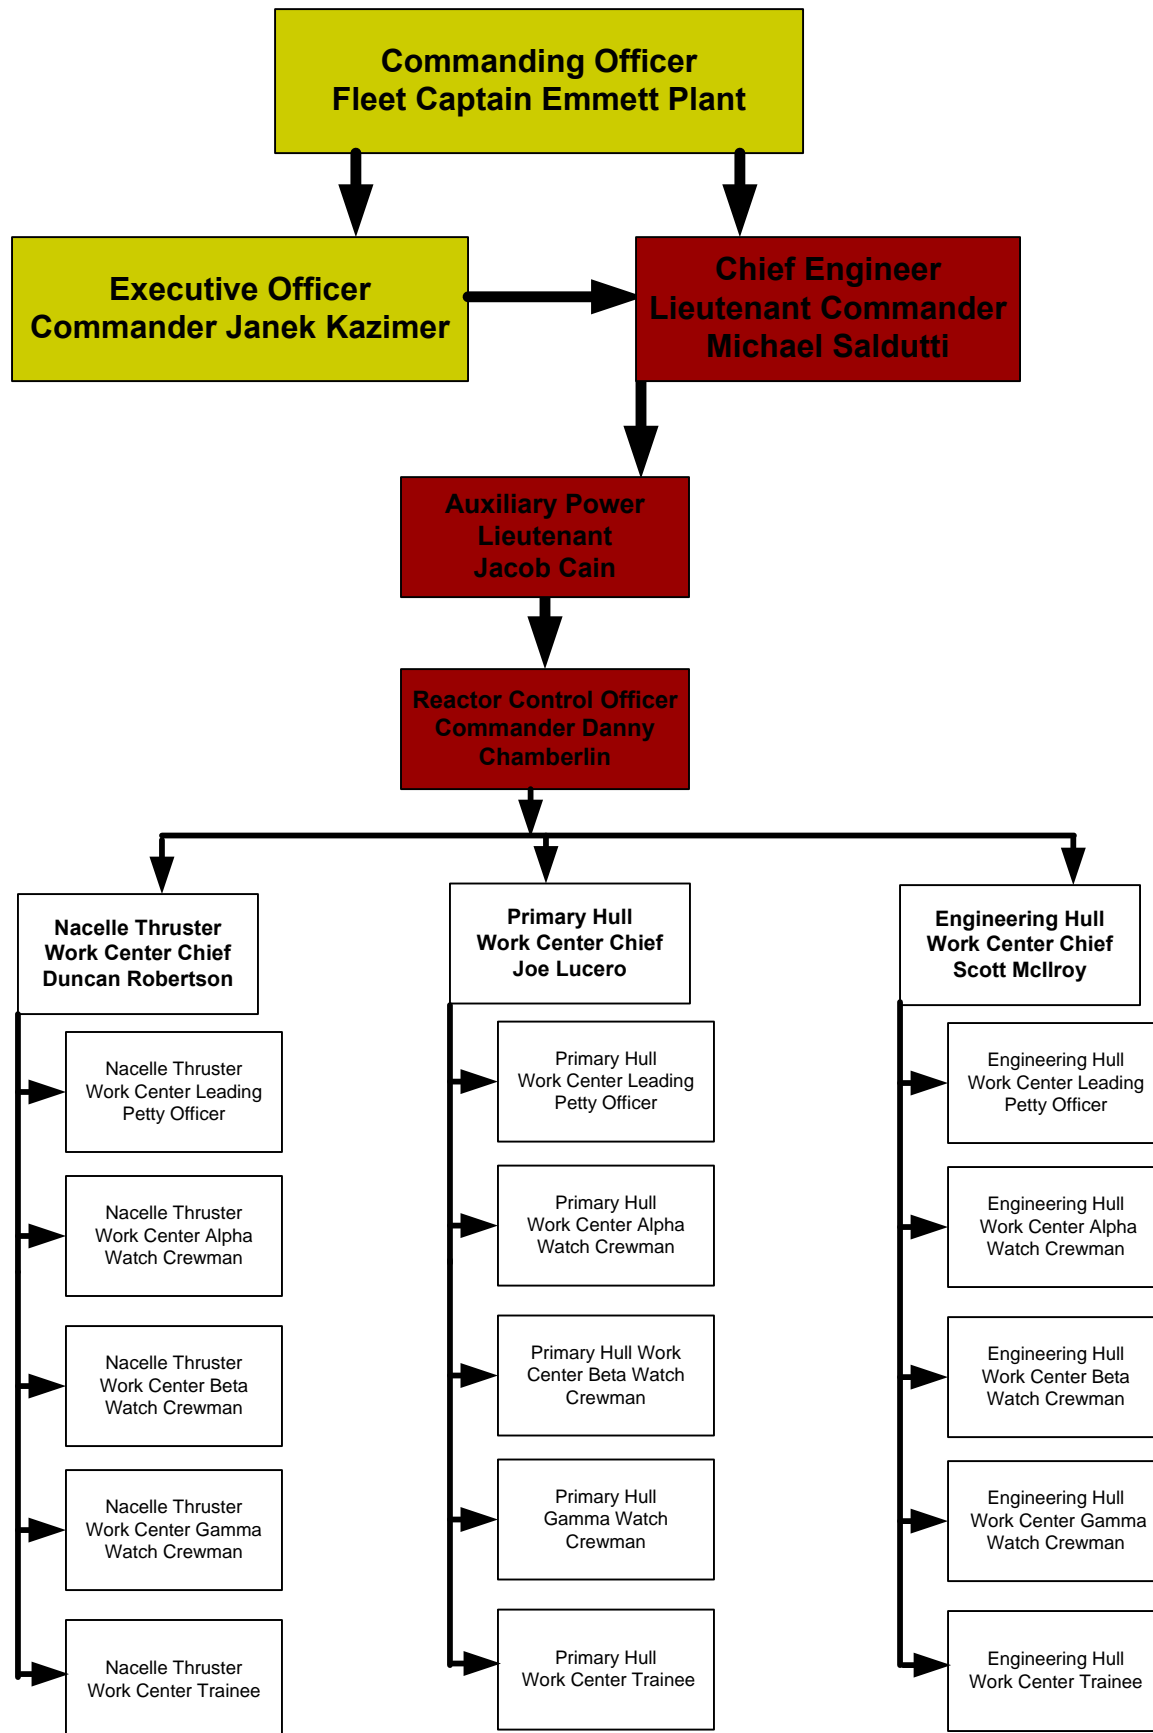 Commanding Officer
Fleet Captain Emmett Plant
Executive Officer
Commander Janek Kazimer
Chief Engineer
Lieutenant Commander
Michael Saldutti
Auxiliary Power
Lieutenant
Jacob Cain
Reactor Control Officer
Commander Danny
Chamberlin
Nacelle Thruster
Work Center Chief
Duncan Robertson
Primary Hull
Work Center Chief
Joe Lucero
Engineering Hull
Work Center Chief
Scott McIlroy
Nacelle Thruster
Work Center Leading
Petty Officer
Primary Hull
Work Center Leading
Petty Officer
Engineering Hull
Work Center Leading
Petty Officer
Nacelle Thruster
Work Center Alpha
Watch Crewman
Primary Hull
Work Center Alpha
Watch Crewman
Engineering Hull
Work Center Alpha
Watch Crewman
Nacelle Thruster
Work Center Beta
Watch Crewman
Primary Hull Work
Center Beta Watch
Crewman
Engineering Hull
Work Center Beta
Watch Crewman
Nacelle Thruster
Work Center Gamma
Watch Crewman
Primary Hull
Gamma Watch
Crewman
Engineering Hull
Work Center Gamma
Watch Crewman
Nacelle Thruster
Work Center Trainee
Primary Hull
Work Center Trainee
Engineering Hull
Work Center Trainee